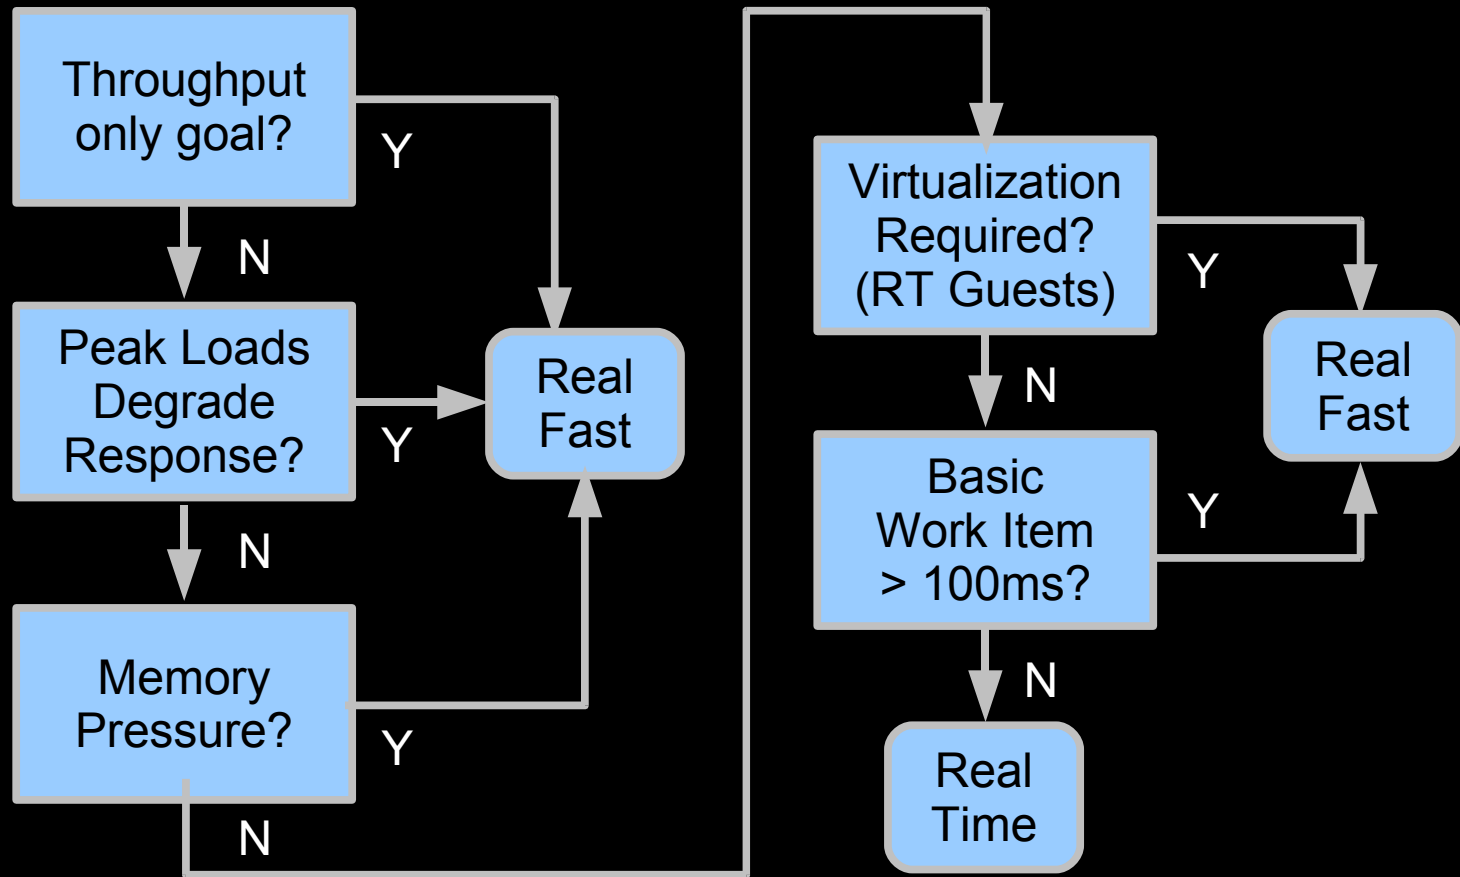 Throughput
only goal?
Y
N
Peak Loads
Degrade
Response?
Y
N
Real
Fast
Memory
Pressure?
Y
N
Virtualization
Required?
(RT Guests)
Y
N
Real
Fast
Basic
Work Item
> 100ms?
Y
N
Real
Time